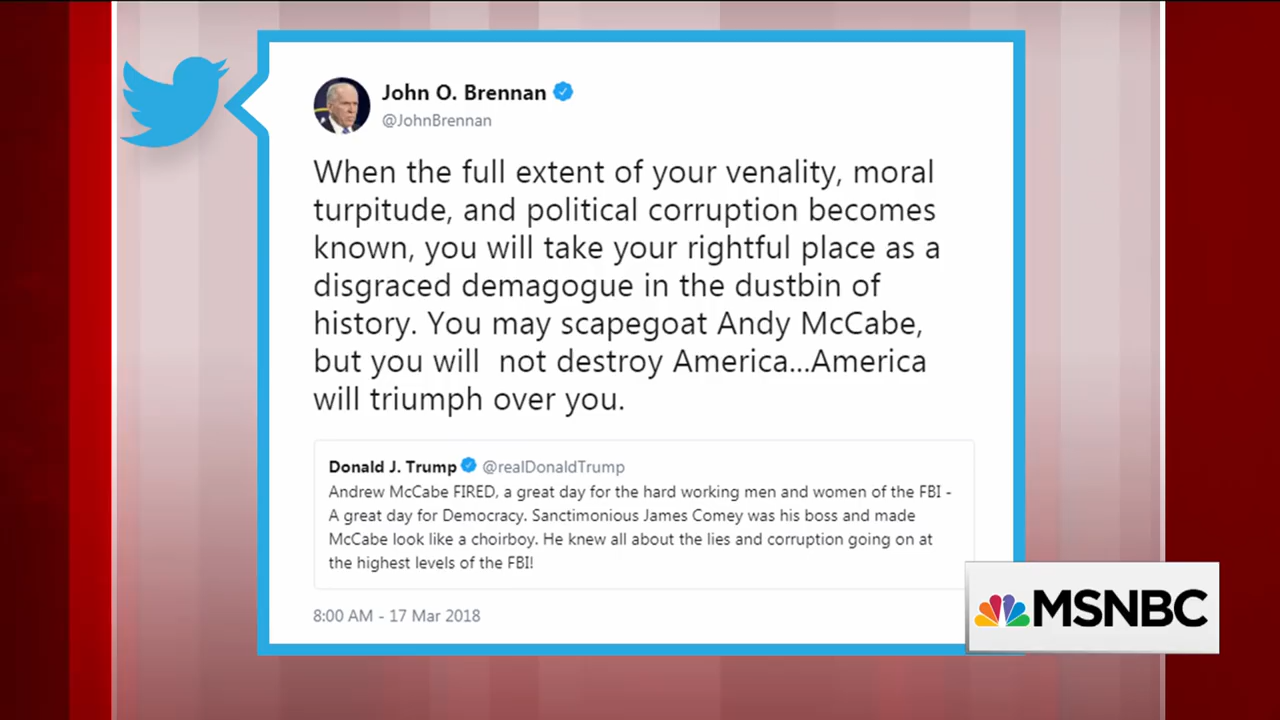 John O. Brennan
@JohnBrennan
When the full extent of your venality, moral
turpitude, and political corruption becomes
known, you will take your rightful place as a
disgraced demagogue in the dustbin of
history. You may scapegoat Andy McCabe,
but you will  not destroy America...America
will triumph over you.
Donald J. Trump @realDonaldTrump
Andrew McCabe FIRED, a great day for the hard working men and women of the FBI -
A great day for Democracy. Sanctimonious James Comey was his boss and made
McCabe look like a choirboy. He knew all about the lies and corruption going on at
the highest levels of the FBI!
8:00 AM - 17 Mar 2018
MSNBC